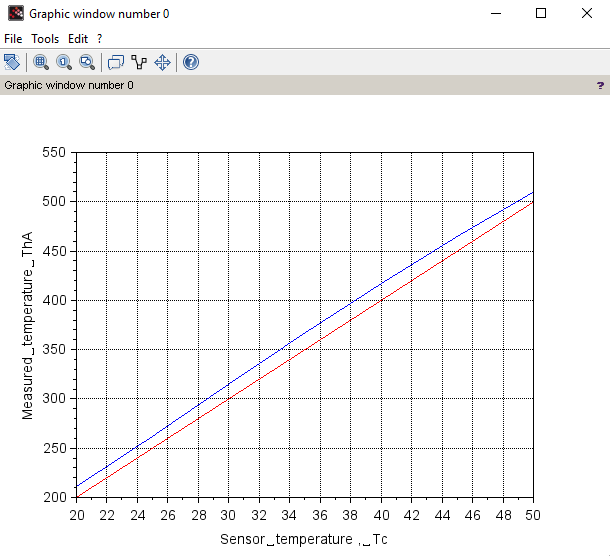 Graphic window number 0
File Tools Edit ?
Graphic window number 0 ?
550
500
450
400
350
300
250
200
Measured_temperature_ThA
20 22 24 26 28 30 32 34 36 38 40 42 44 46 48 50
Sensor_temperature ,_Tc